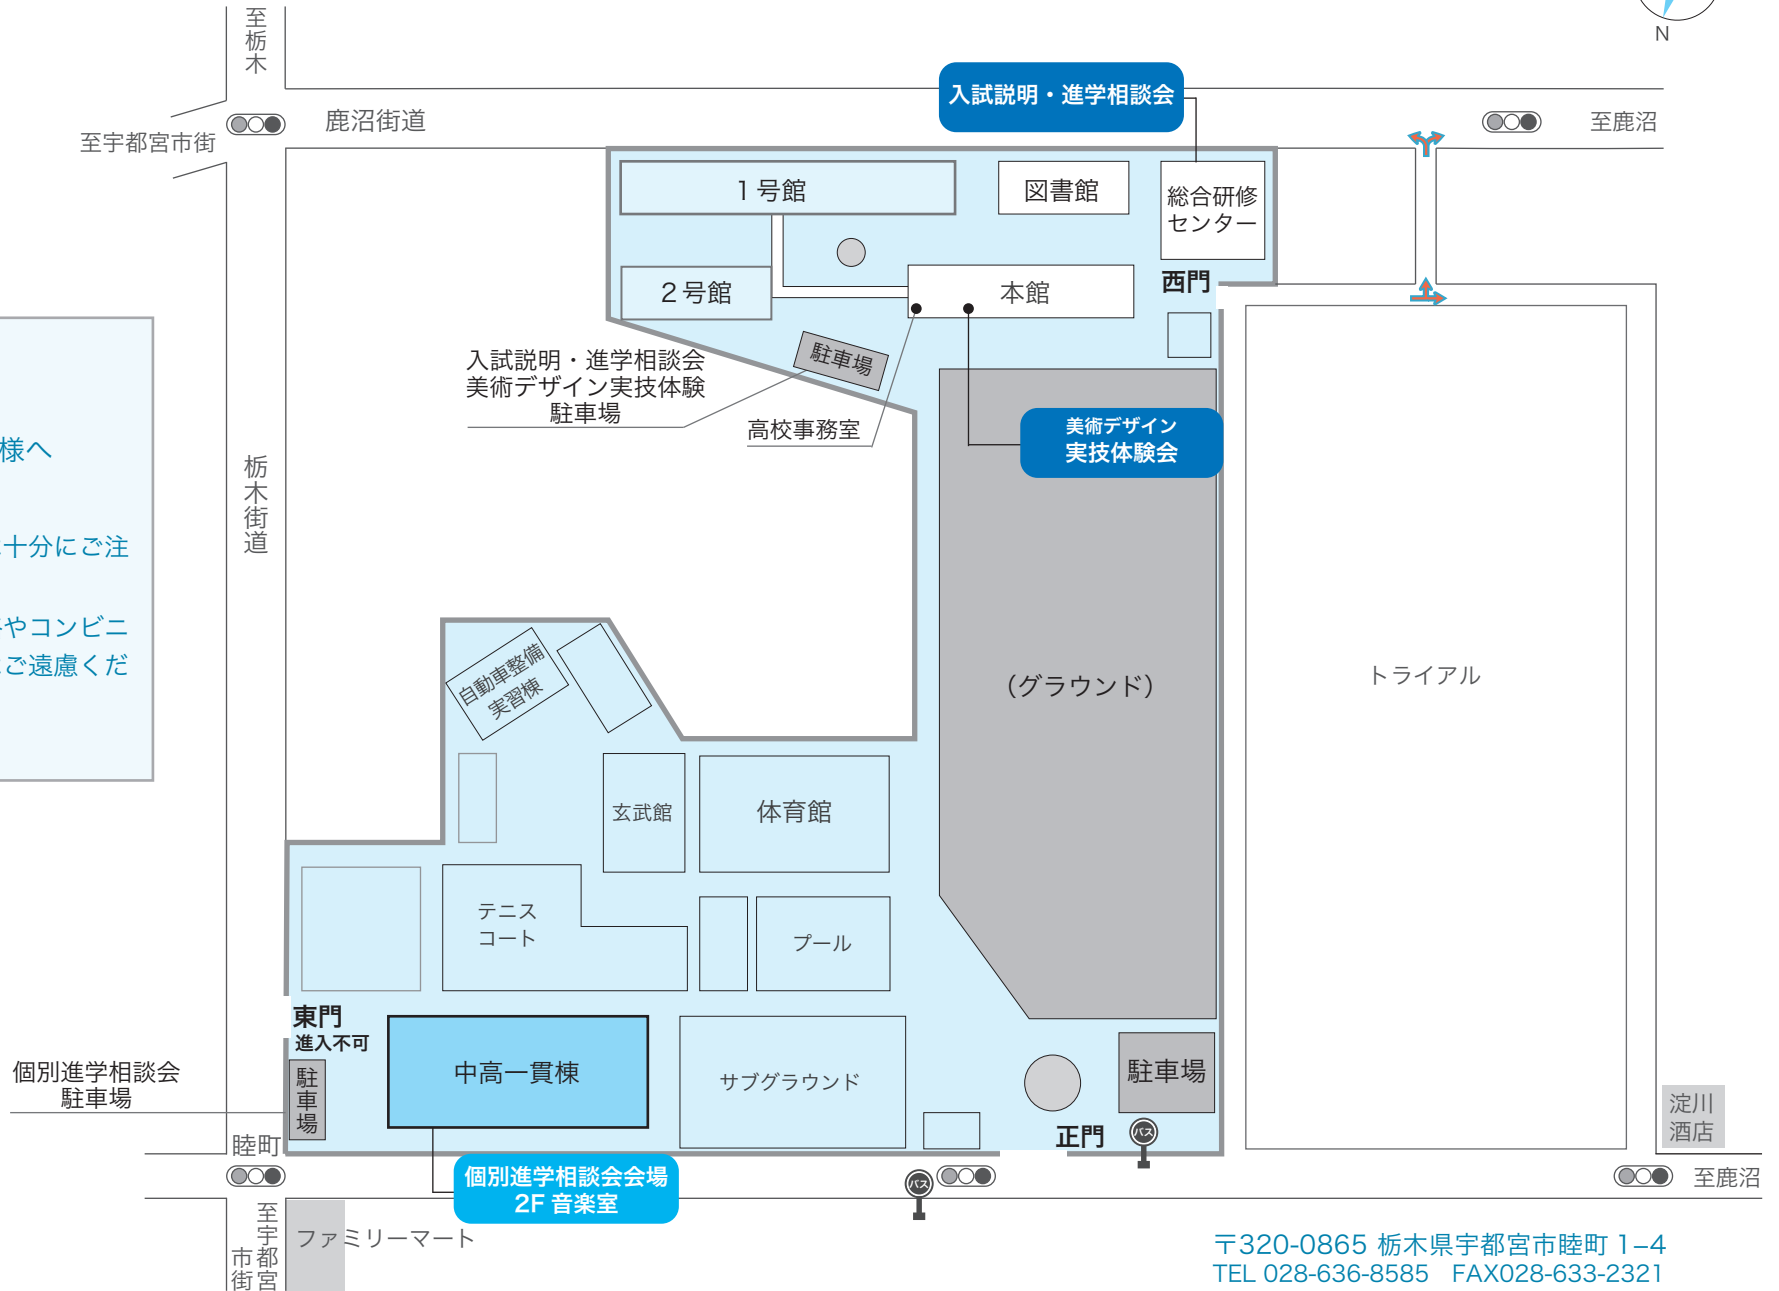 至栃木
N
入試説明・進学相談会
鹿沼街道
至鹿沼
至宇都宮市街
1号館
図書館
総合研修
センター
2号館
本館
西門
駐車場
入試説明・進学相談会
美術デザイン実技体験
駐車場
高校事務室
美術デザイン
実技体験会
様へ
十分にご注
やコンビニ
ご遠慮くだ
栃木街道
自動車整備
実習棟
(グラウンド)
トライアル
玄武館
体育館
テニス
コート
プール
東門
進入不可
中高一貫棟
サブグラウンド
駐車場
駐車場
個別進学相談会
駐車場
淀川
酒店
睦町
正門
バス
バス
個別進学相談会会場
2F 音楽室
至鹿沼
至宇都宮
市街
ファミリーマート
〒320-0865 栃木県宇都宮市睦町 1–4
TEL 028-636-8585　FAX028-633-2321